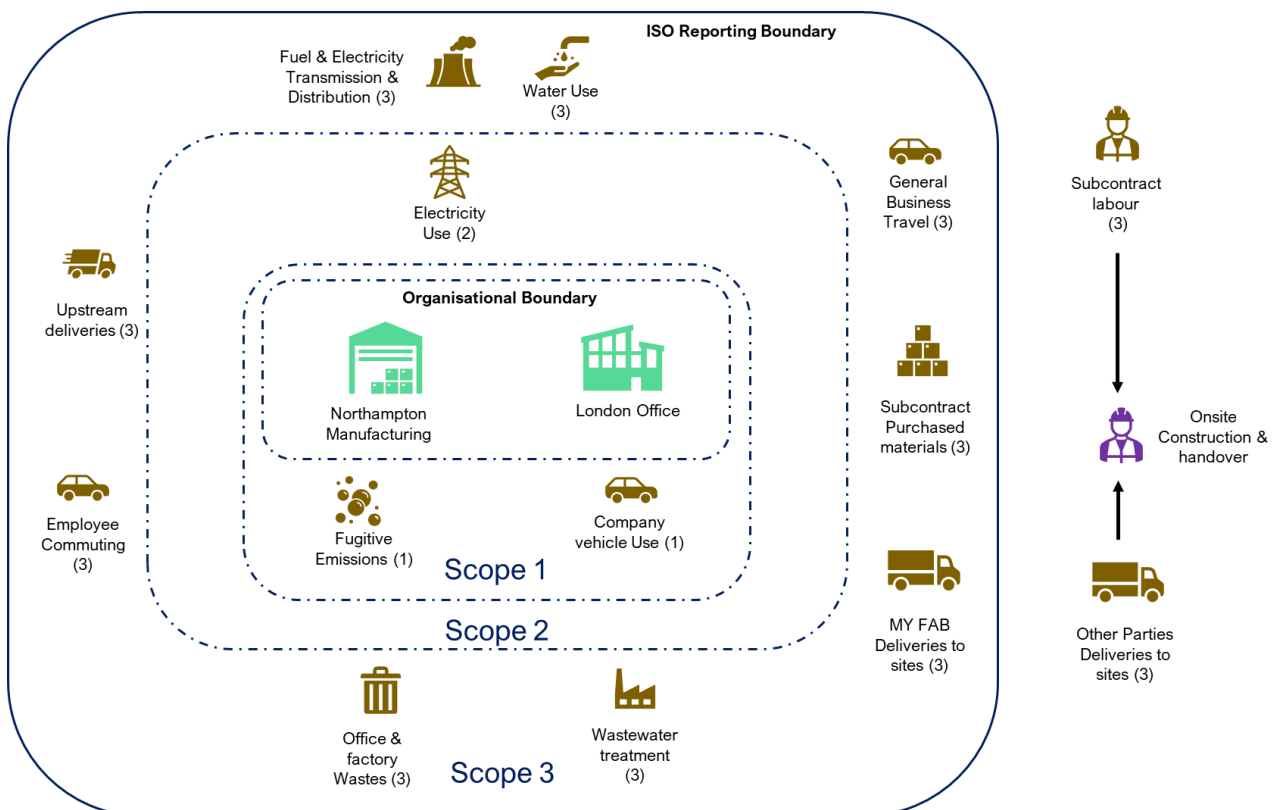 ISO Reporting Boundary
Fuel & Electricity
Transmission &
Distribution (3)
Water Use
(3)
General
Business
Travel (3)
Subcontract
labour
(3)
Electricity
Use (2)
Upstream
deliveries (3)
Organisational Boundary
Northampton
Manufacturing
London Office
Subcontract
Purchased
materials (3)
Onsite
Construction &
handover
Employee
Commuting
(3)
Fugitive
Emissions (1)
Company
vehicle Use (1)
Scope 1
Scope 2
MY FAB
Deliveries to
sites (3)
Other Parties
Deliveries to
sites (3)
Office &
factory
Wastes (3)
Wastewater
treatment
(3)
Scope 3